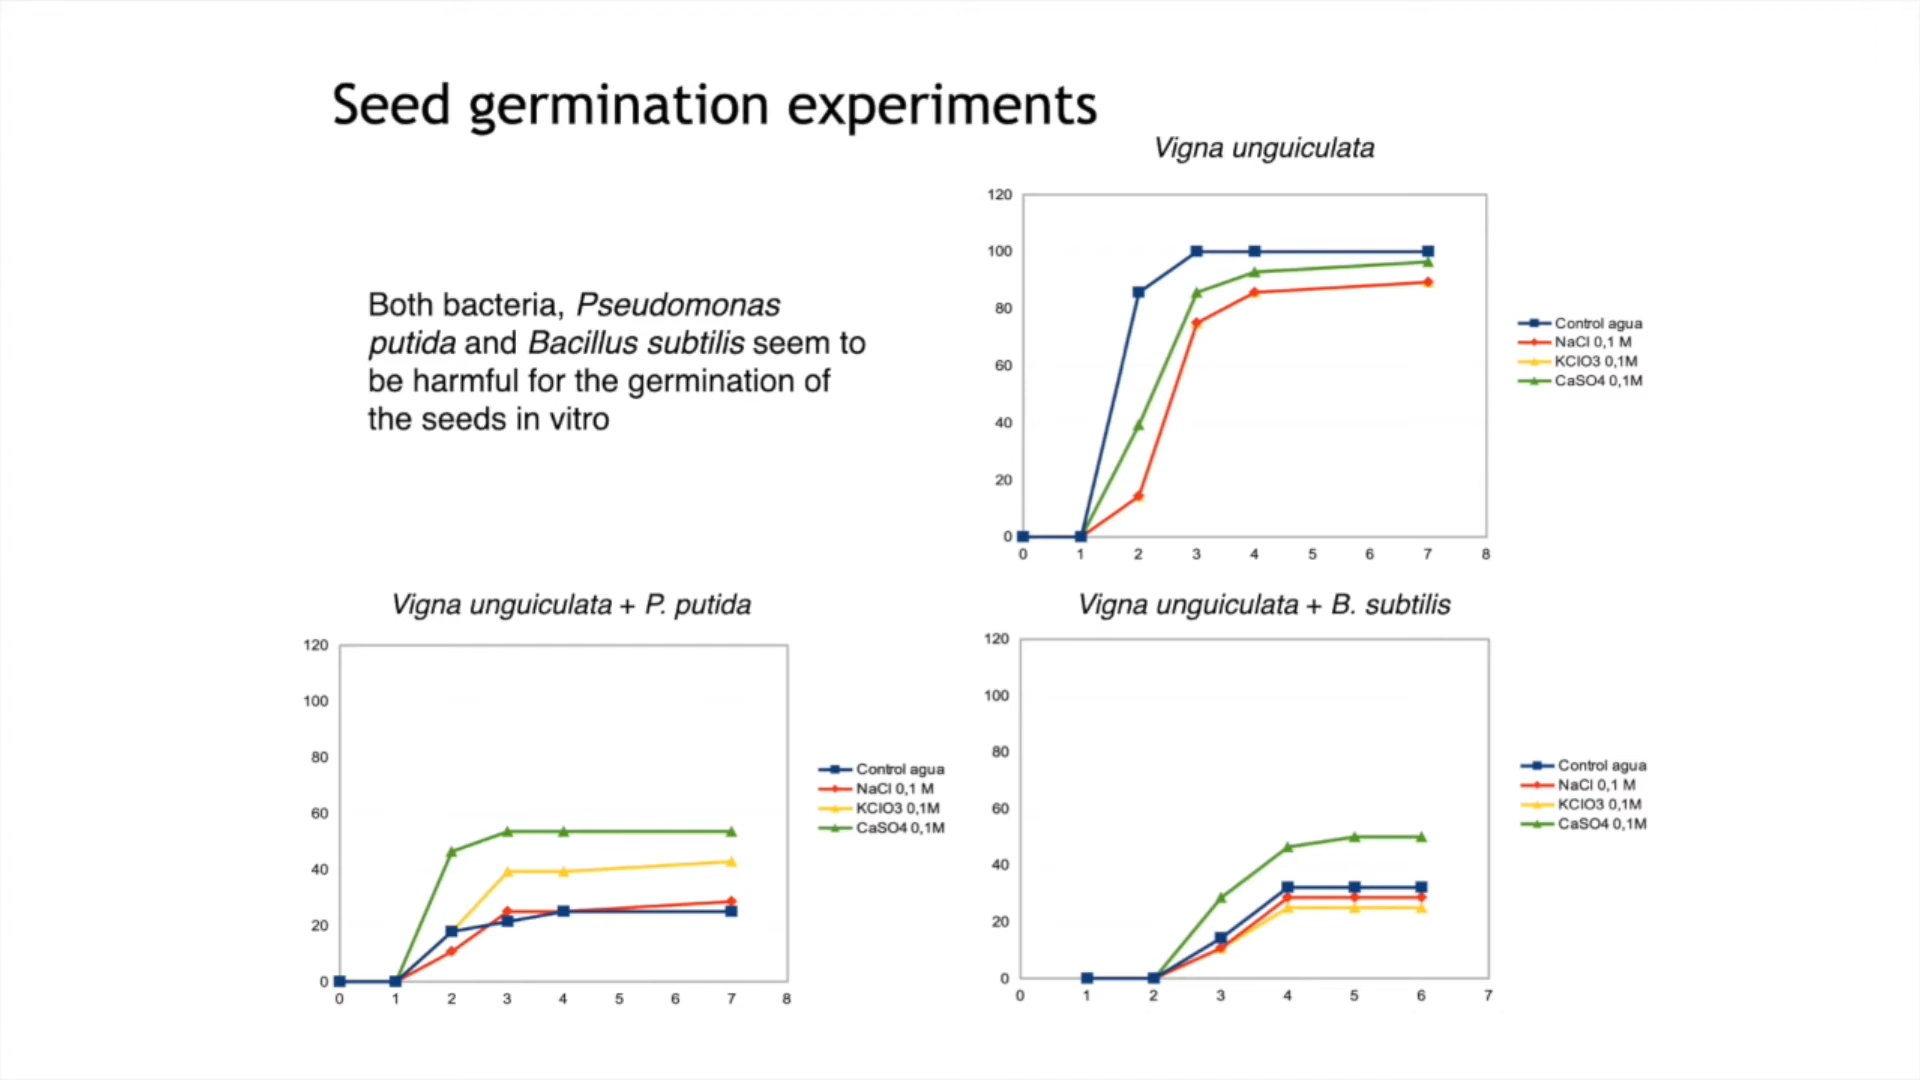 Seed germination experiments
Vigna unguiculata
Both bacteria, Pseudomonas
putida and Bacillus subtilis seem to
be harmful for the germination of
the seeds in vitro
120
100
80
60
40
20
0
0 1 2 3 4 5 6 7 8
Control agua
NaCl 0,1 M
KClO3 0,1M
CaSO4 0,1M
Vigna unguiculata + P. putida
120
100
80
60
40
20
0
0 1 2 3 4 5 6 7 8
Control agua
NaCl 0,1 M
KClO3 0,1M
CaSO4 0,1M
Vigna unguiculata + B. subtilis
120
100
80
60
40
20
0
0 1 2 3 4 5 6 7
Control agua
NaCl 0,1 M
KClO3 0,1M
CaSO4 0,1M